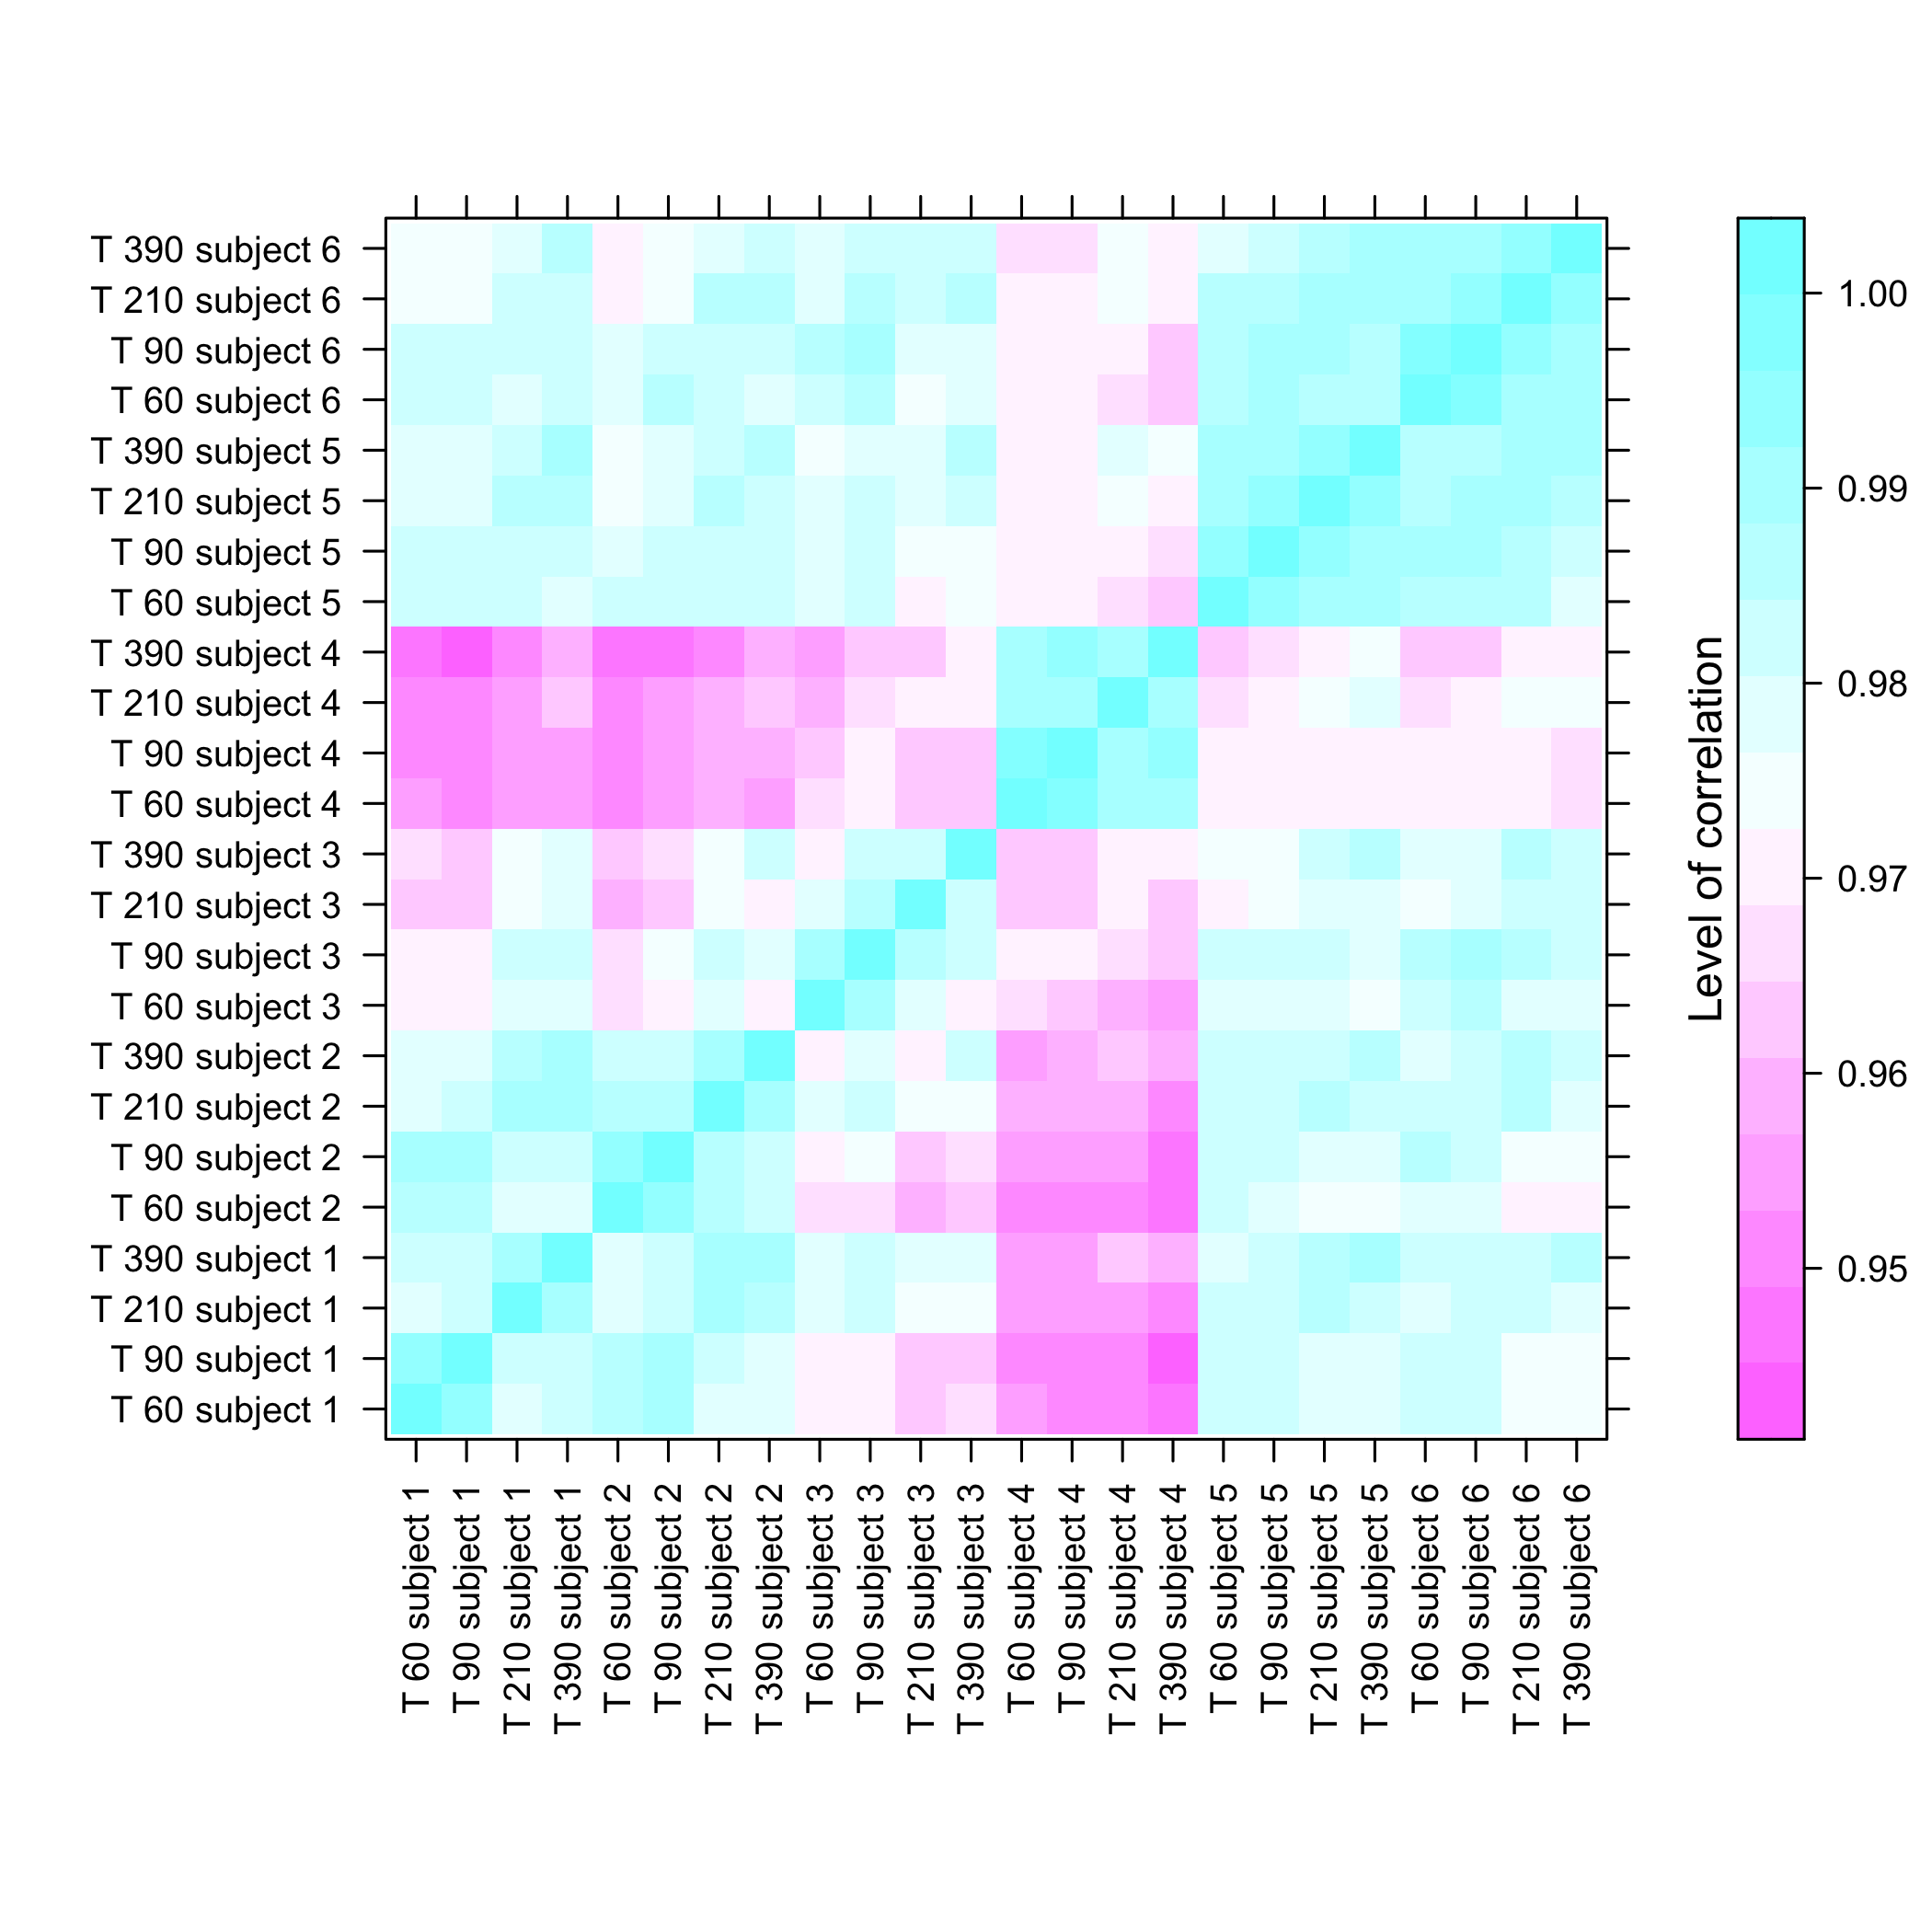 T 390 subject 6
T 210 subject 6
T 90 subject 6
T 60 subject 6
T 390 subject 5
T 210 subject 5
T 90 subject 5
T 60 subject 5
T 390 subject 4
T 210 subject 4
T 90 subject 4
T 60 subject 4
T 390 subject 3
T 210 subject 3
T 90 subject 3
T 60 subject 3
T 390 subject 2
T 210 subject 2
T 90 subject 2
T 60 subject 2
T 390 subject 1
T 210 subject 1
T 90 subject 1
T 60 subject 1
T 60 subject 1
T 90 subject 1
T 210 subject 1
T 390 subject 1
T 60 subject 2
T 90 subject 2
T 210 subject 2
T 390 subject 2
T 60 subject 3
T 90 subject 3
T 210 subject 3
T 390 subject 3
T 60 subject 4
T 90 subject 4
T 210 subject 4
T 390 subject 4
T 60 subject 5
T 90 subject 5
T 210 subject 5
T 390 subject 5
T 60 subject 6
T 90 subject 6
T 210 subject 6
T 390 subject 6
Level of correlation
1.00
0.99
0.98
0.97
0.96
0.95